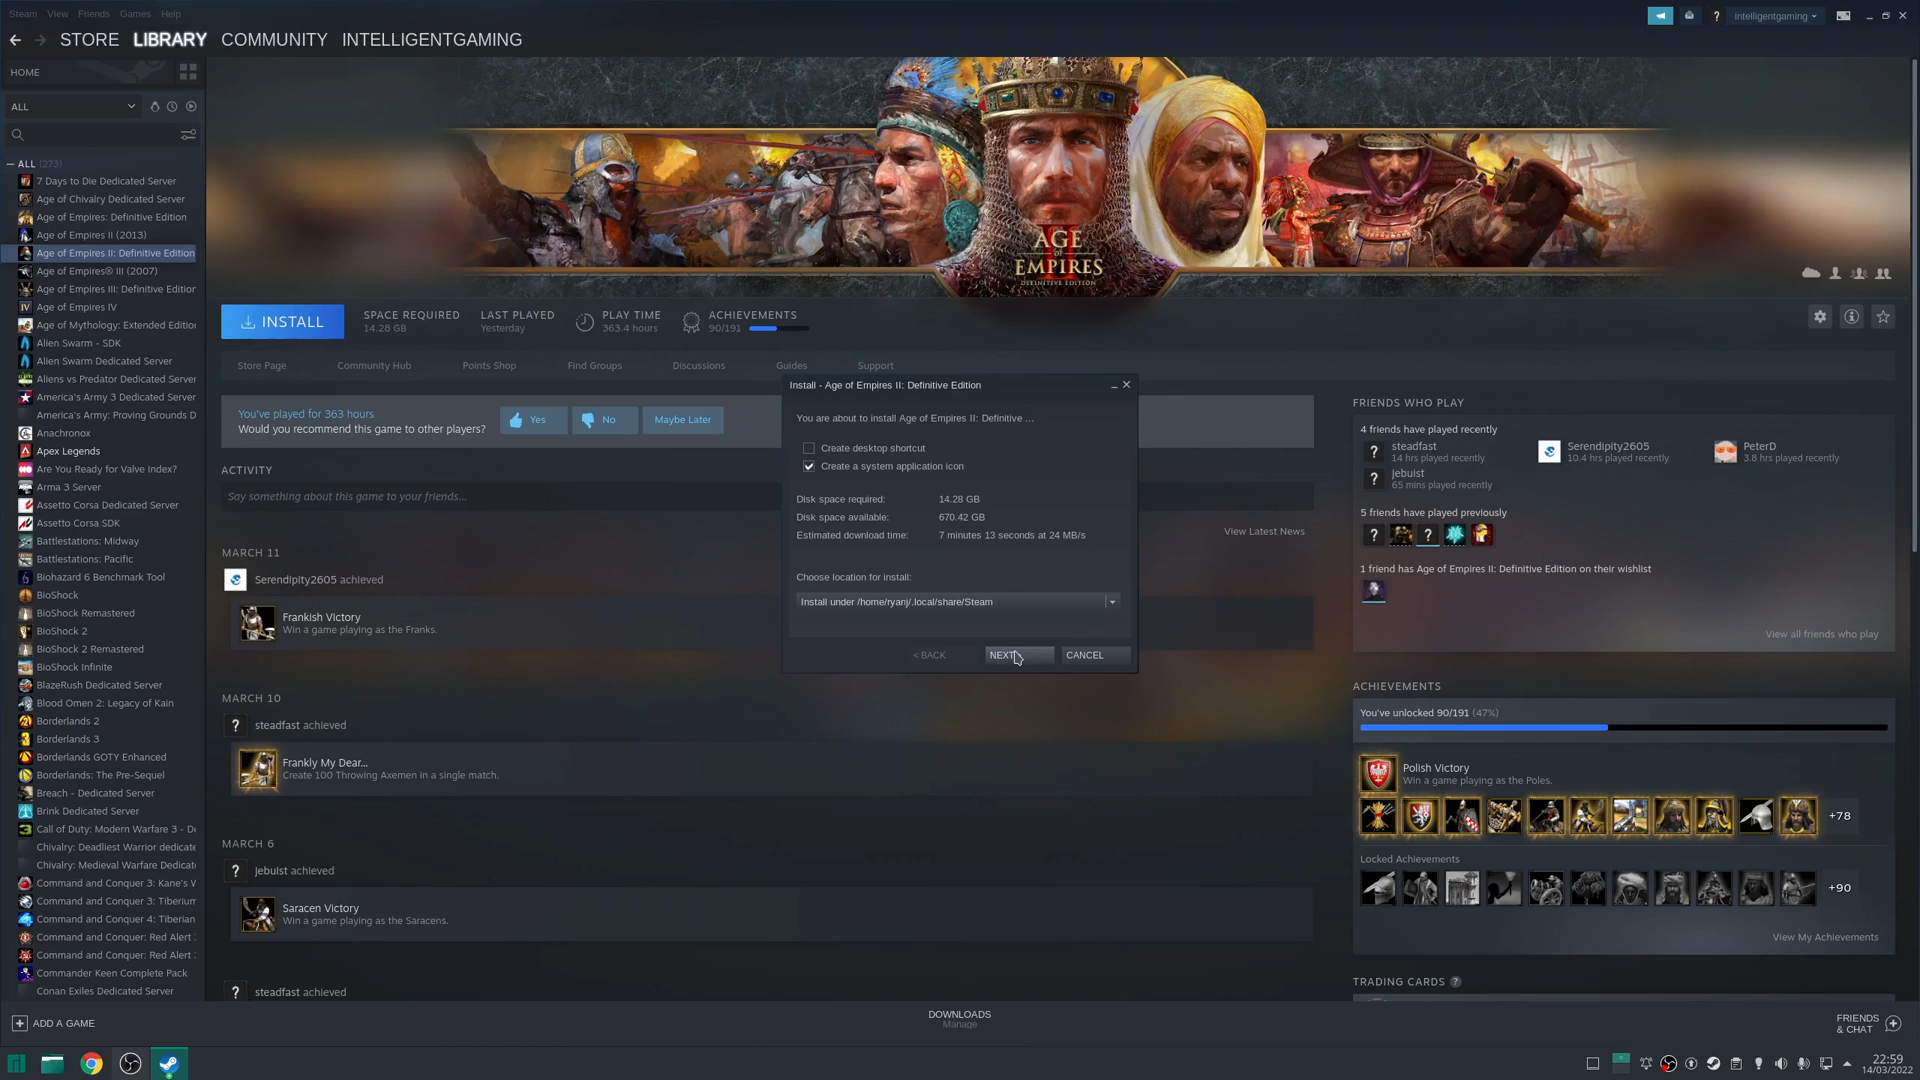 Steam View Friends Games Help
intelligentgaming
STORE LIBRARY COMMUNITY INTELLIGENTGAMING
HOME
ALL
ALL (273)
7 Days to Die Dedicated Server
Age of Chivalry Dedicated Server
Age of Empires: Definitive Edition
Age of Empires II (2013)
Age of Empires II: Definitive Edition
Age of Empires® III (2007)
Age of Empires III: Definitive Edition
Age of Empires IV
Age of Mythology: Extended Edition
Alien Swarm - SDK
Alien Swarm Dedicated Server
Aliens vs Predator Dedicated Server
America's Army 3 Dedicated Server
America's Army: Proving Grounds D
Anachronox
Apex Legends
Are You Ready for Valve Index?
Arma 3 Server
Assetto Corsa Dedicated Server
Assetto Corsa SDK
Battlestations: Midway
Battlestations: Pacific
Biohazard 6 Benchmark Tool
BioShock
BioShock Remastered
BioShock 2
BioShock 2 Remastered
BioShock Infinite
BlazeRush Dedicated Server
Blood Omen 2: Legacy of Kain
Borderlands 2
Borderlands 3
Borderlands GOTY Enhanced
Borderlands: The Pre-Sequel
Breach - Dedicated Server
Brink Dedicated Server
Call of Duty: Modern Warfare 3 - De
Chivalry: Deadliest Warrior dedicate
Chivalry: Medieval Warfare Dedicate
Command and Conquer 3: Kane's W
Command and Conquer 3: Tiberium
Command and Conquer 4: Tiberian
Command and Conquer: Red Alert
Command and Conquer: Red Alert
Commander Keen Complete Pack
Conan Exiles Dedicated Server
AGE
OF
EMPIRES
II
DEFINITIVE EDITION
INSTALL
SPACE REQUIRED
14.28 GB
LAST PLAYED
Yesterday
PLAY TIME
363.4 hours
ACHIEVEMENTS
90/191
Store Page Community Hub Points Shop Find Groups Discussions Guides Support
You've played for 363 hours
Would you recommend this game to other players?
Yes
No
Maybe Later
ACTIVITY
Say something about this game to your friends...
View Latest News
MARCH 11
Serendipity2605 achieved
Frankish Victory
Win a game playing as the Franks.
MARCH 10
steadfast achieved
Frankly My Dear...
Create 100 Throwing Axemen in a single match.
MARCH 6
jebuist achieved
Saracen Victory
Win a game playing as the Saracens.
steadfast achieved
Install - Age of Empires II: Definitive Edition
You are about to install Age of Empires II: Definitive ...
Create desktop shortcut
Create a system application icon
Disk space required: 14.28 GB
Disk space available: 670.42 GB
Estimated download time: 7 minutes 13 seconds at 24 MB/s
Choose location for install:
Install under /home/ryanj/.local/share/Steam
< BACK
NEXT
CANCEL
FRIENDS WHO PLAY
4 friends have played recently
steadfast
14 hrs played recently
Serendipity2605
10.4 hrs played recently
PeterD
3.8 hrs played recently
jebuist
65 mins played recently
5 friends have played previously
1 friend has Age of Empires II: Definitive Edition on their wishlist
View all friends who play
ACHIEVEMENTS
You've unlocked 90/191 (47%)
Polish Victory
Win a game playing as the Poles.
+78
Locked Achievements
+90
View My Achievements
TRADING CARDS
ADD A GAME
DOWNLOADS
Manage
FRIENDS
& CHAT
22:59
14/03/2022